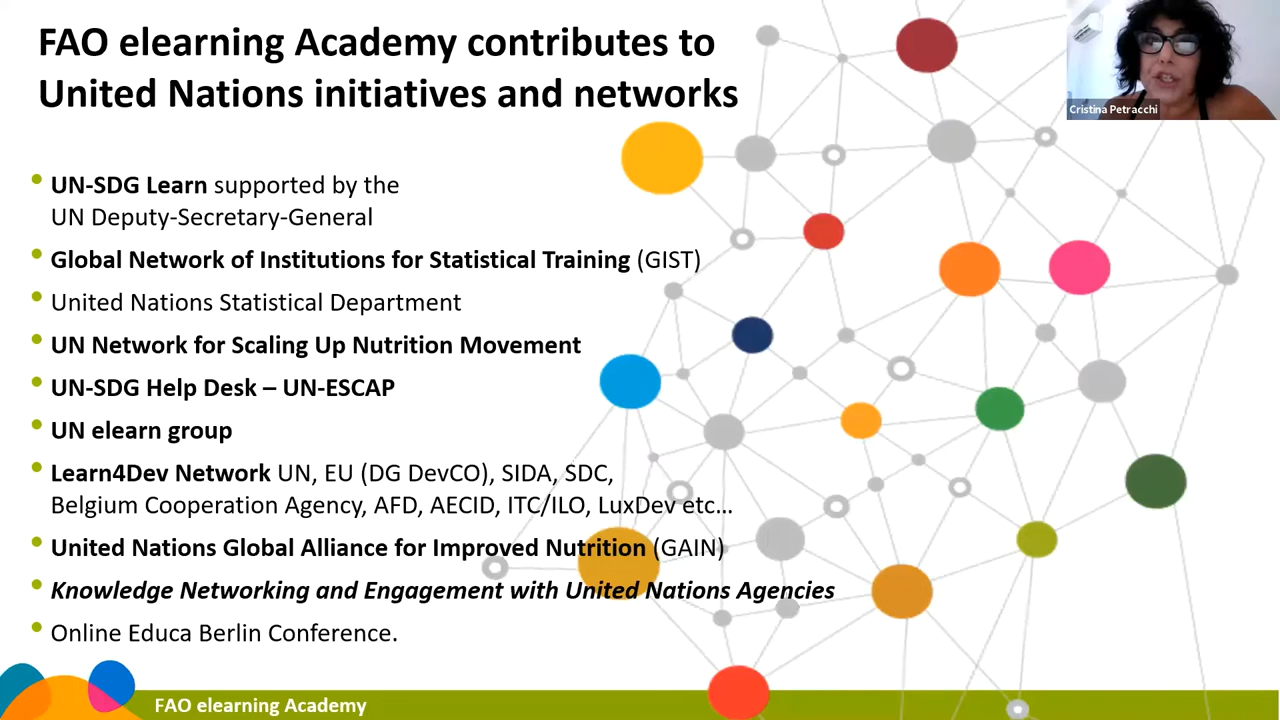 FAO elearning Academy contributes to
United Nations initiatives and networks
Cristina Petracchi
• UN-SDG Learn supported by the
UN Deputy-Secretary-General
• Global Network of Institutions for Statistical Training (GIST)
• United Nations Statistical Department
• UN Network for Scaling Up Nutrition Movement
• UN-SDG Help Desk – UN-ESCAP
• UN elearn group
• Learn4Dev Network UN, EU (DG DevCO), SIDA, SDC,
Belgium Cooperation Agency, AFD, AECID, ITC/ILO, LuxDev etc…
• United Nations Global Alliance for Improved Nutrition (GAIN)
• Knowledge Networking and Engagement with United Nations Agencies
• Online Educa Berlin Conference.
FAO elearning Academy